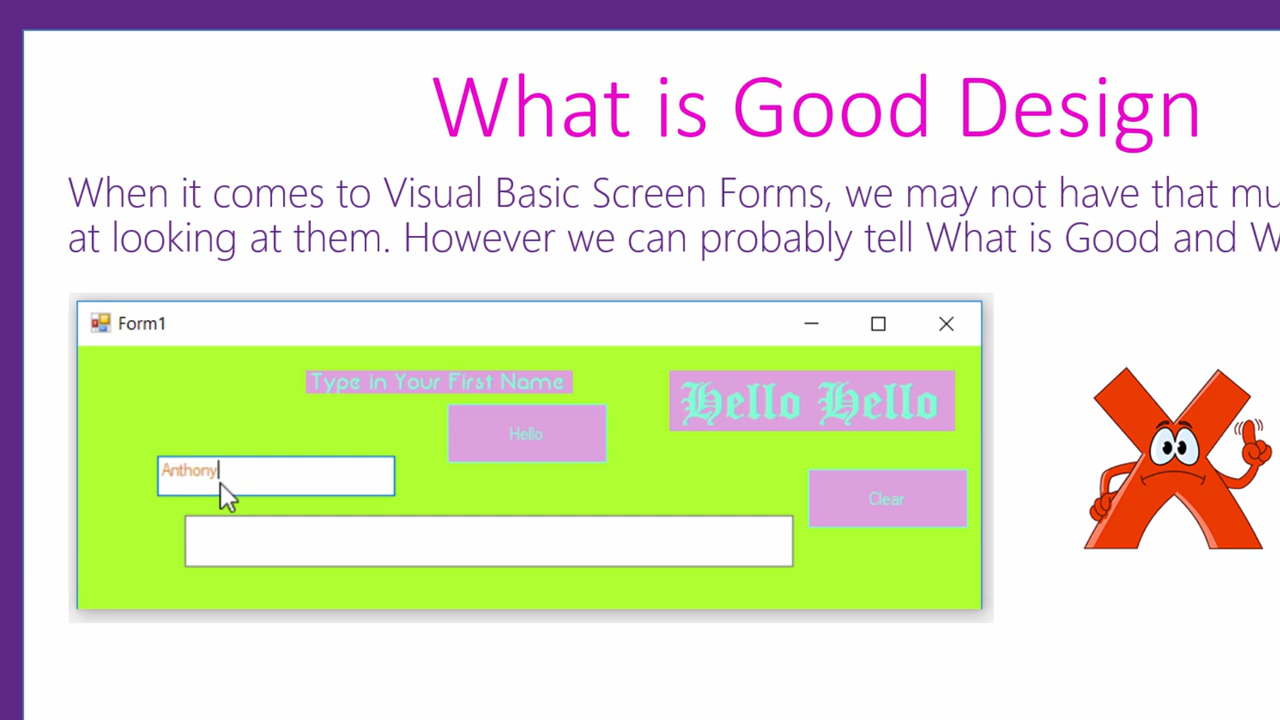 What is Good Design
When it comes to Visual Basic Screen Forms, we may not have that
at looking at them. However we can probably tell What is Good and
Form1
Type in Your First Name
Hello Hello
Hello
Anthony
Clear